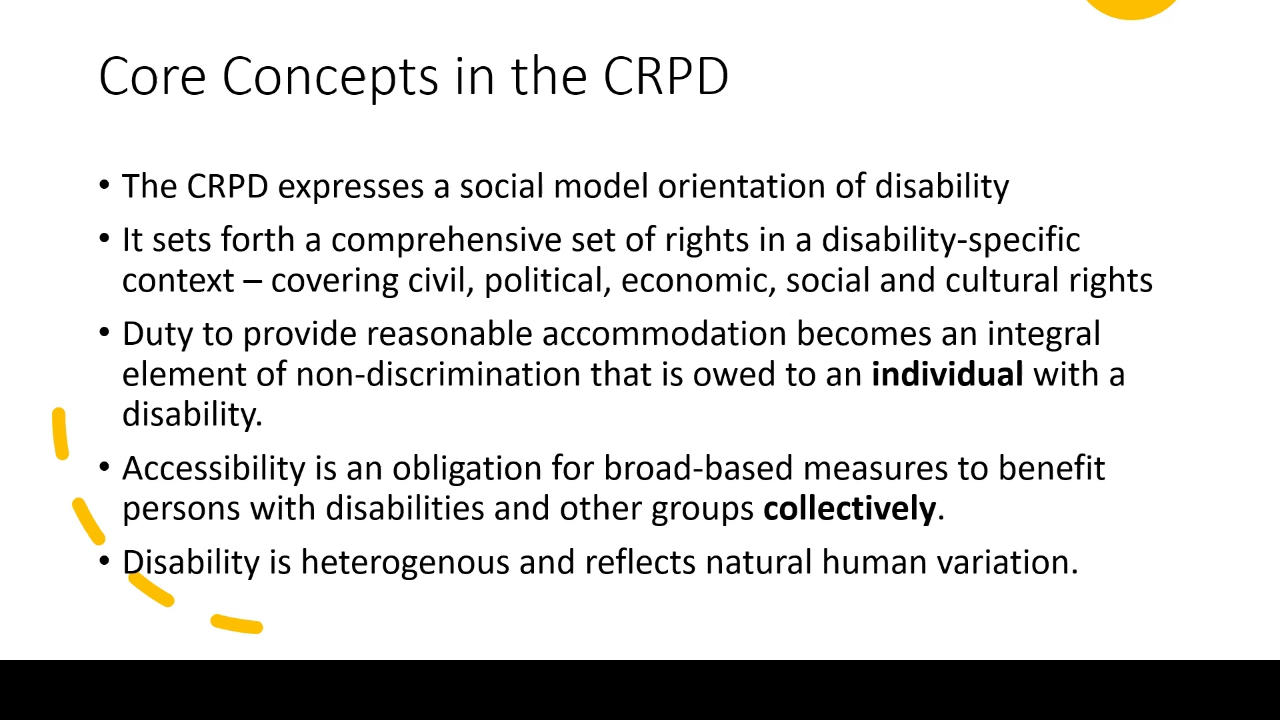 Core Concepts in the CRPD
• The CRPD expresses a social model orientation of disability
• It sets forth a comprehensive set of rights in a disability-specific
context – covering civil, political, economic, social and cultural rights
• Duty to provide reasonable accommodation becomes an integral
element of non-discrimination that is owed to an individual with a
disability.
• Accessibility is an obligation for broad-based measures to benefit
persons with disabilities and other groups collectively.
• Disability is heterogenous and reflects natural human variation.